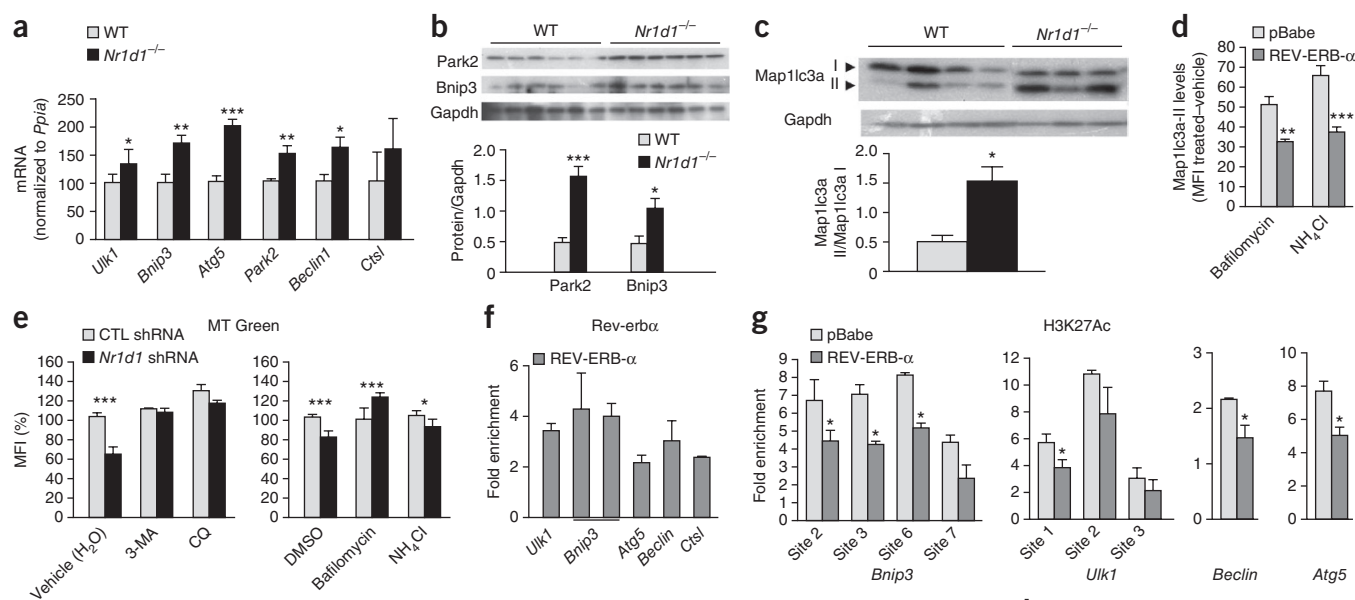 a
WT
Nr1d1–/–
mRNA
(normalized to Ppia)
250
200
150
100
50
0
*
**
***
**
*
Ulk1
Bnip3
Atg5
Park2
Beclin1
Ctsl
b
WT
Nr1d1–/–
Park2
Bnip3
Gapdh
WT
Nr1d1–/–
Protein/Gapdh
2.0
1.5
1.0
0.5
0
***
*
Park2
Bnip3
c
WT
Nr1d1–/–
Map1lc3a
I
II
Gapdh
Map1lc3a
II/Map1lc3a I
2.0
1.5
1.0
0.5
0
*
d
pBabe
REV-ERB-α
Map1lc3a-II levels
(MFI treated–vehicle)
80
70
60
50
40
30
20
10
0
**
***
Bafilomycin
NH4Cl
e
MT Green
CTL shRNA
Nr1d1 shRNA
MFI (%)
160
140
120
100
80
60
40
20
0
***
Vehicle (H2O)
3-MA
CQ
160
140
120
100
80
60
40
20
0
***
***
*
DMSO
Bafilomycin
NH4Cl
f
Rev-erbα
REV-ERB-α
Fold enrichment
6
4
2
0
Ulk1
Bnip3
Atg5
Beclin
Ctsl
g
H3K27Ac
pBabe
REV-ERB-α
Fold enrichment
9
8
7
6
5
4
3
2
1
0
*
*
*
Site 2
Site 3
Site 6
Site 7
Bnip3
12
10
8
6
4
2
0
*
Site 1
Site 2
Site 3
Ulk1
3
2
1
0
*
Beclin
10
8
6
4
2
0
*
Atg5